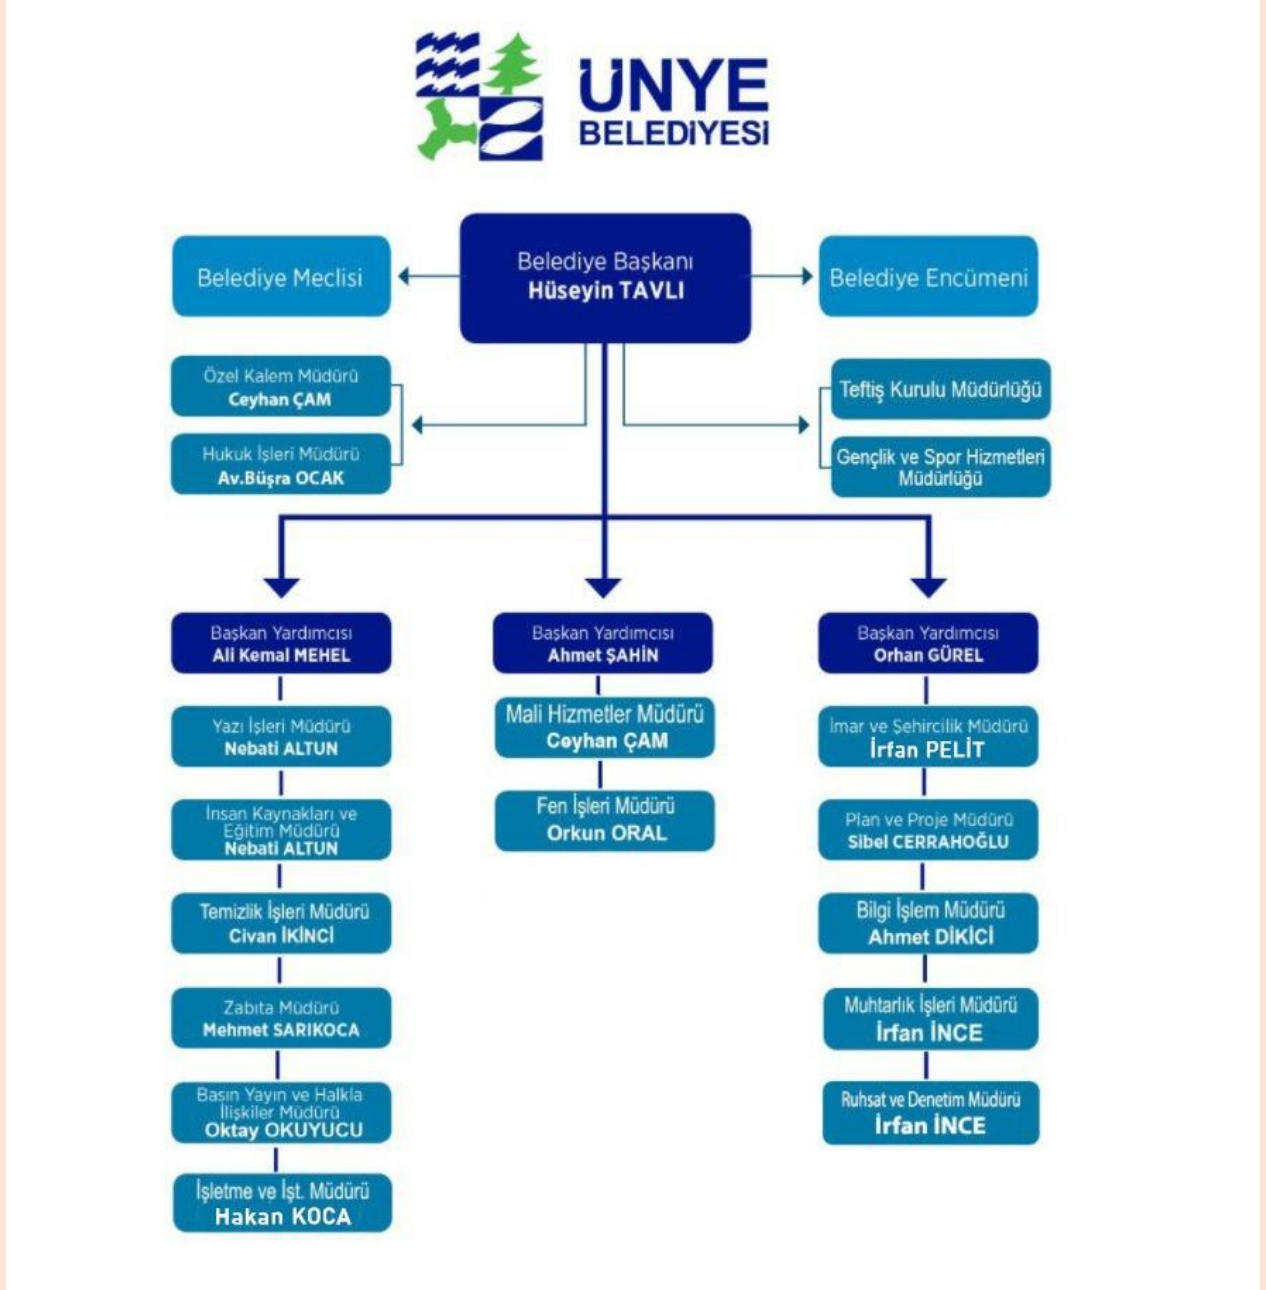 ÜNYE
BELEDİYESİ
Belediye Meclisi
Belediye Başkanı
Hüseyin TAVLI
Belediye Encümeni
Özel Kalem Müdürü
Ceyhan ÇAM
Hukuk İşleri Müdürü
Av.Büşra OCAK
Teftiş Kurulu Müdürlüğü
Gençlik ve Spor Hizmetleri
Müdürlüğü
Başkan Yardımcısı
Ali Kemal MEHEL
Yazı İşleri Müdürü
Nebati ALTUN
İnsan Kaynakları ve
Eğitim Müdürü
Nebati ALTUN
Temizlik İşleri Müdürü
Civan İKİNCİ
Zabıta Müdürü
Mehmet SARIKOCA
Basın Yayın ve Halkla
İlişkiler Müdürü
Oktay OKUYUCU
İşletme ve İşt. Müdürü
Hakan KOCA
Başkan Yardımcısı
Ahmet ŞAHİN
Mali Hizmetler Müdürü
Ceyhan ÇAM
Fen İşleri Müdürü
Orkun ORAL
Başkan Yardımcısı
Orhan GÜREL
İmar ve Şehircilik Müdürü
İrfan PELİT
Plan ve Proje Müdürü
Sibel CERRAHOĞLU
Bilgi İşlem Müdürü
Ahmet DİKİCİ
Muhtarlık İşleri Müdürü
İrfan İNCE
Ruhsat ve Denetim Müdürü
İrfan İNCE